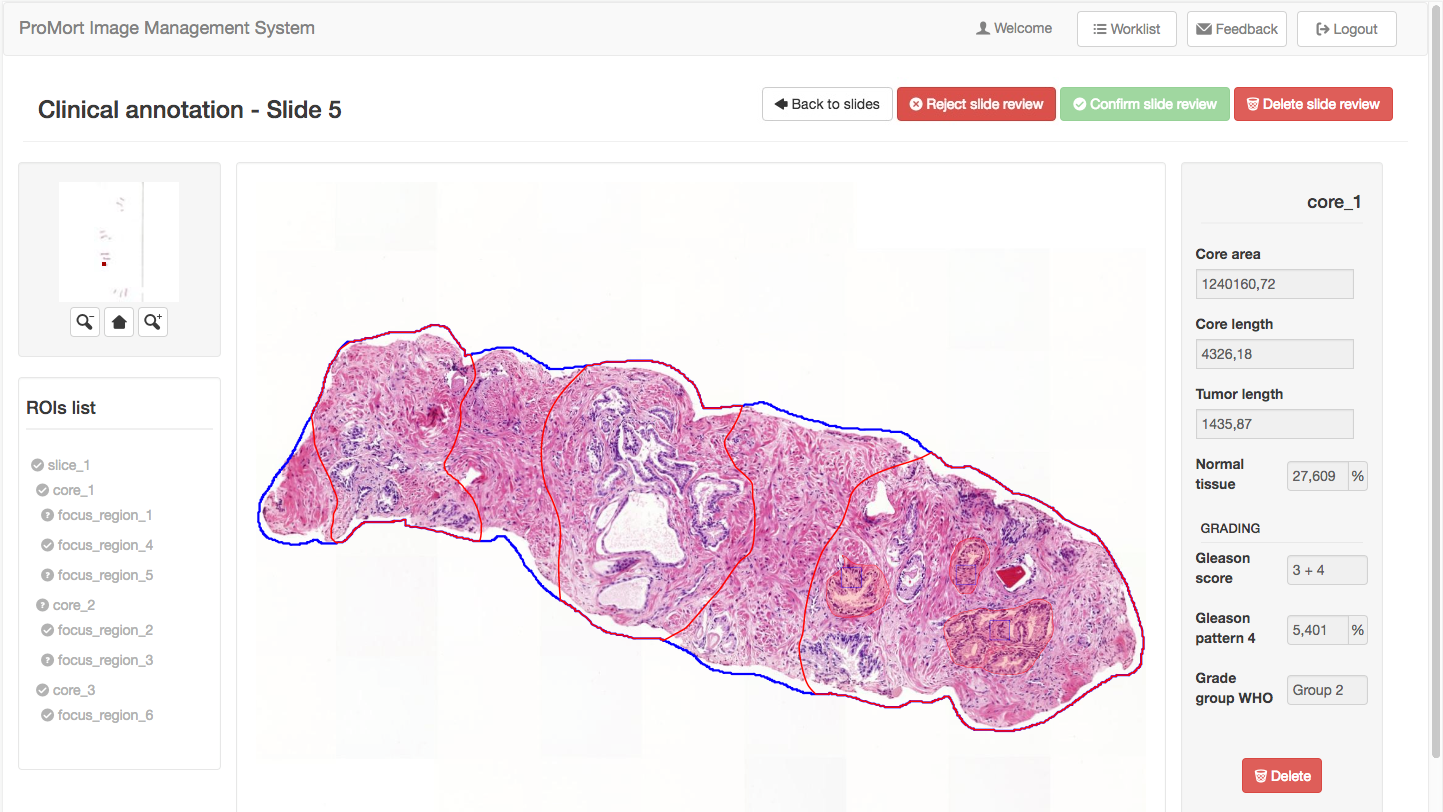 ProMort Image Management System
Welcome
Worklist
Feedback
Logout
Clinical annotation - Slide 5
Back to slides
Reject slide review
Confirm slide review
Delete slide review
ROIs list
slice_1
core_1
focus_region_1
focus_region_4
focus_region_5
core_2
focus_region_2
focus_region_3
core_3
focus_region_6
core_1
Core area
1240160,72
Core length
4326,18
Tumor length
1435,87
Normal
tissue
27,609 %
GRADING
Gleason
score
3 + 4
Gleason
pattern 4
5,401 %
Grade
group WHO
Group 2
Delete